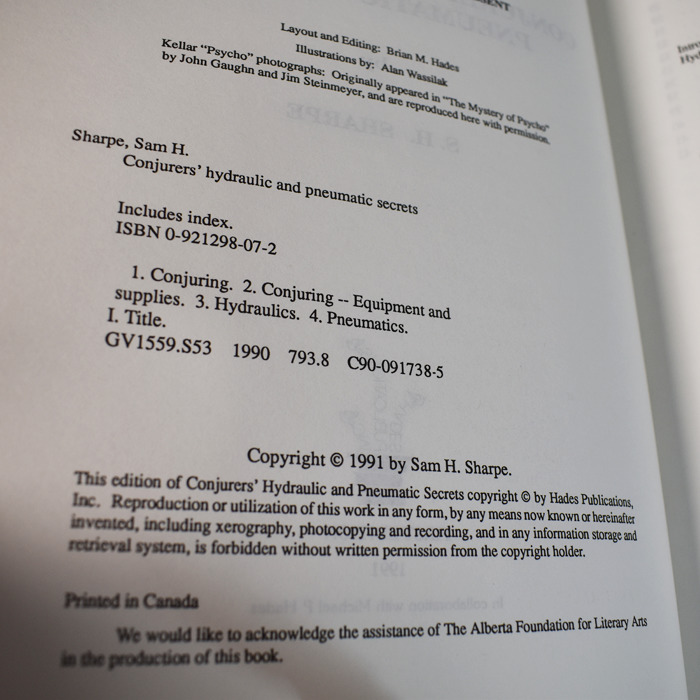 Layout and Editing: Brian M. Hades
Illustrations by: Alan Wassilak
Kellar "Psycho" photographs: Originally appeared in "The Mystery of Psycho"
by John Gaughn and Jim Steinmeyer, and are reproduced here with permission.
Sharpe, Sam H.
Conjurers' hydraulic and pneumatic secrets
Includes index.
ISBN 0-921298-07-2
1. Conjuring. 2. Conjuring -- Equipment and
supplies. 3. Hydraulics. 4. Pneumatics.
I. Title.
GV1559.S53 1990 793.8 C90-091738-5
Copyright © 1991 by Sam H. Sharpe.
This edition of Conjurers' Hydraulic and Pneumatic Secrets copyright © by Hades Publications,
Inc. Reproduction or utilization of this work in any form, by any means now known or hereinafter
invented, including xerography, photocopying and recording, and in any information storage and
retrieval system, is forbidden without written permission from the copyright holder.
Printed in Canada
We would like to acknowledge the assistance of The Alberta Foundation for Literary Arts
in the production of this book.